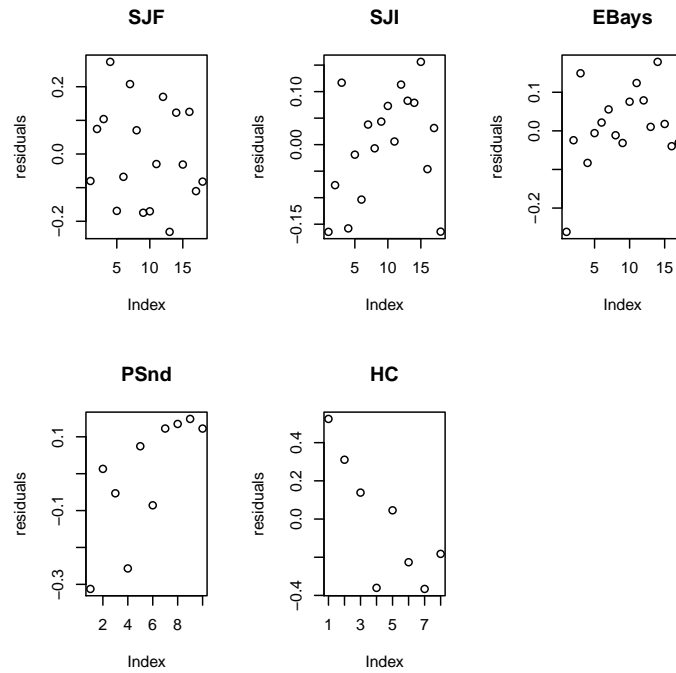 SJF
residuals
−0.2 0.0 0.2
5 10 15
Index
SJI
residuals
−0.15 0.00 0.10
5 10 15
Index
EBays
residuals
−0.2 0.0 0.1
5 10 15
Index
PSnd
residuals
−0.3 −0.1 0.1
2 4 6 8
Index
HC
residuals
−0.4 0.0 0.2 0.4
1 3 5 7
Index